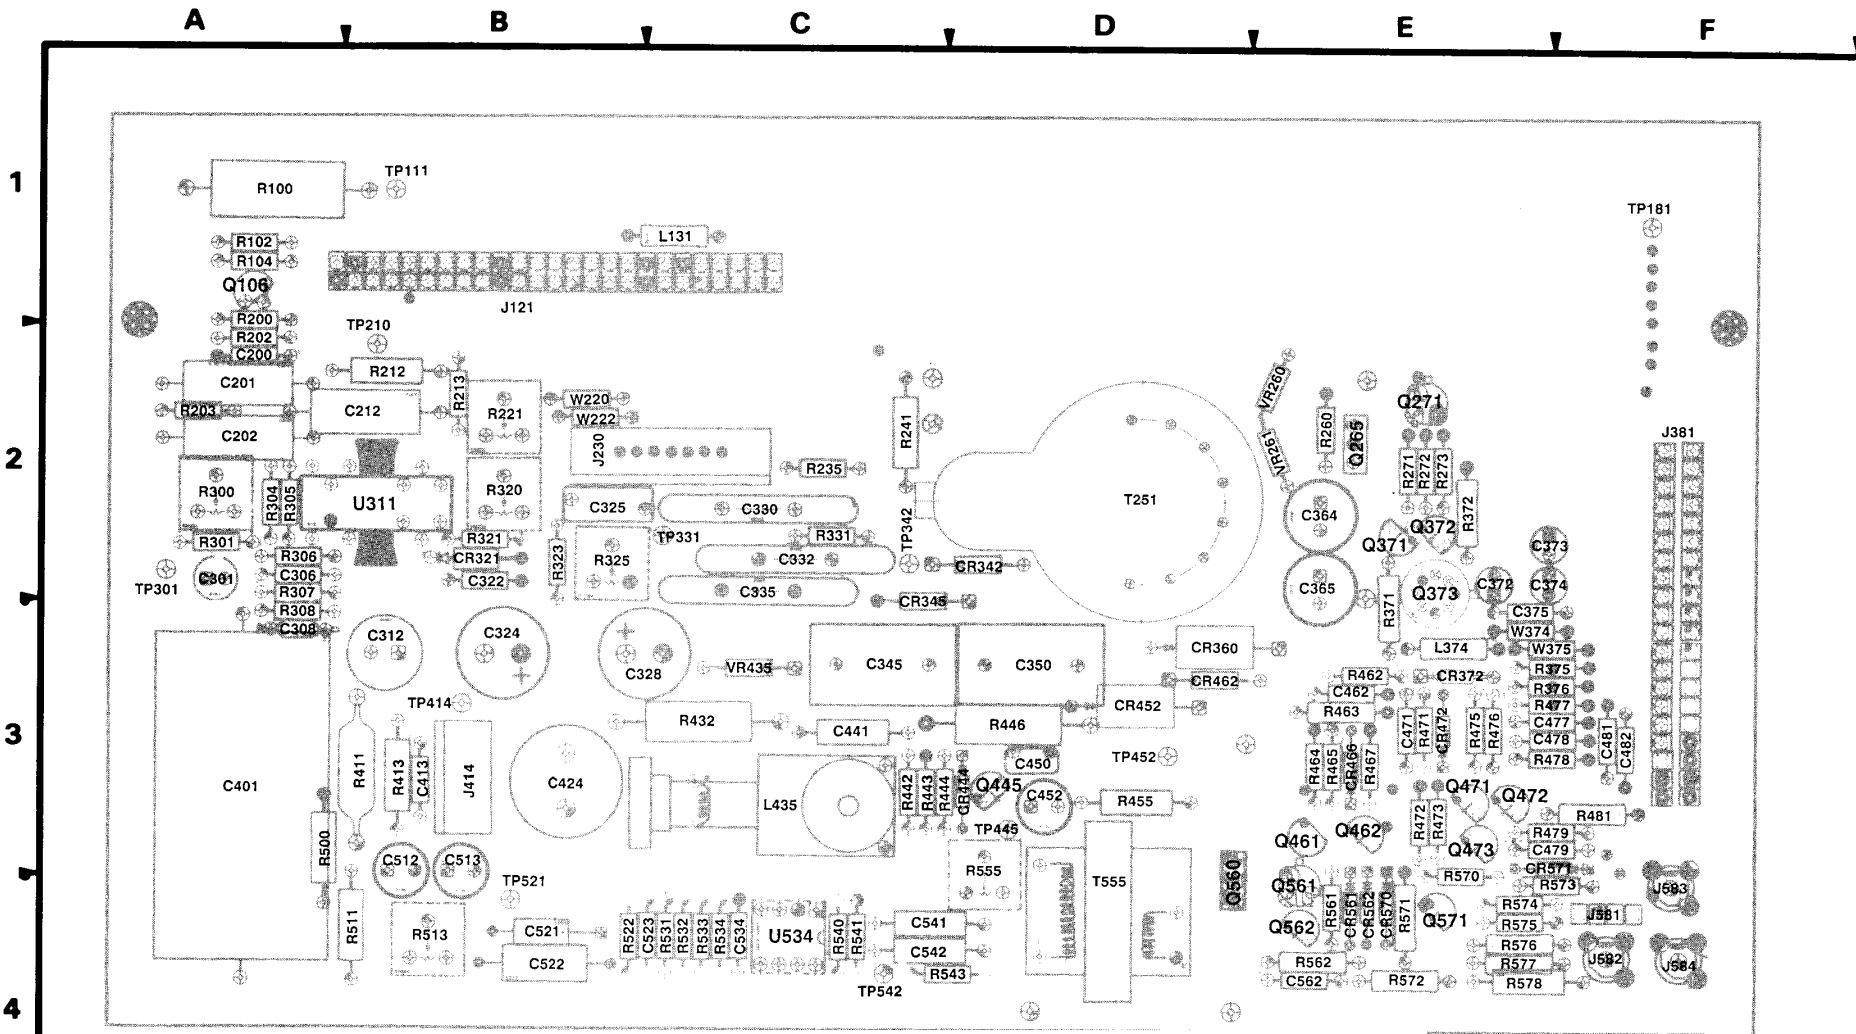 A B C D E F
1
TP111
R100
TP181
R102
L131
R104
Q106
J121
R200
TP210
R202
C200
R212
C201
R213
VR260
W220
Q271
R203
C212
R221
W222
R241
R260
Q265
C202
J230
VR261
J381
2
R235
R271
R272
R273
R300
R304
R305
U311
R320
C325
C330
T251
C364
R372
Q372
R301
R321
TP331
R331
TP342
Q371
C373
R306
CR321
R323
R325
C332
CR342
C306
C322
C301
TP301
R307
C335
CR345
C365
R371
Q373
C372
C374
R308
C375
C308
C312
C324
W374
C328
VR435
C345
C350
CR360
L374
W375
R375
CR462
R462
CR372
R376
TP414
C462
R477
CR452
R463
3
R432
C441
R446
C471
R471
CR472
R475
R476
C477
C478
C481
C482
R411
R413
C413
J414
C424
C450
TP452
R464
R465
CR466
R467
R478
C401
L435
R442
R443
R444
CR444
Q445
C452
R455
Q471
Q472
R472
R473
R481
TP445
Q461
Q462
R479
R500
C512
C513
Q473
C479
CR571
TP521
R555
T555
Q560
R570
R573
Q561
J583
R511
R513
C521
R522
C523
R531
R532
R533
R534
C534
U534
R540
R541
C541
Q562
R561
CR561
CR562
CR570
R571
Q571
R574
J581
R575
C522
C542
R576
R543
R562
R577
J582
J584
TP542
C562
R572
R578
4